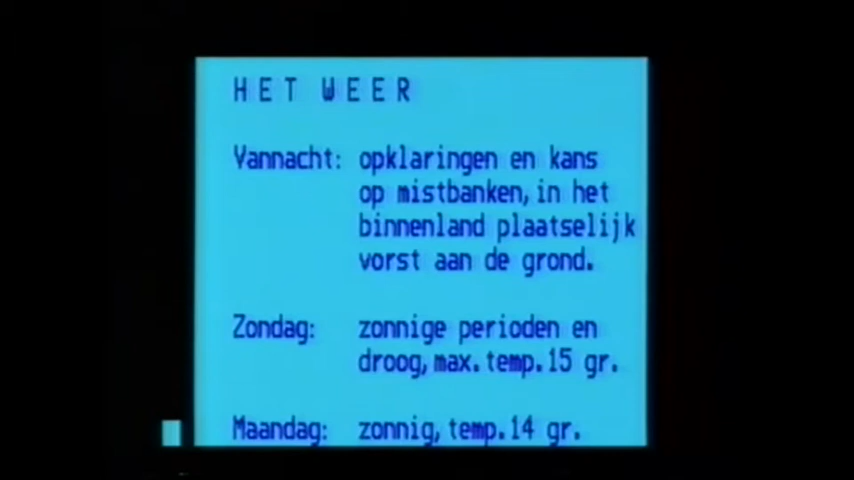 HET WEER
Vannacht: opklaringen en kans
op mistbanken, in het
binnenland plaatselijk
vorst aan de grond.
Zondag: zonnige perioden en
droog, max. temp. 15 gr.
Maandag: zonnig, temp. 14 gr.